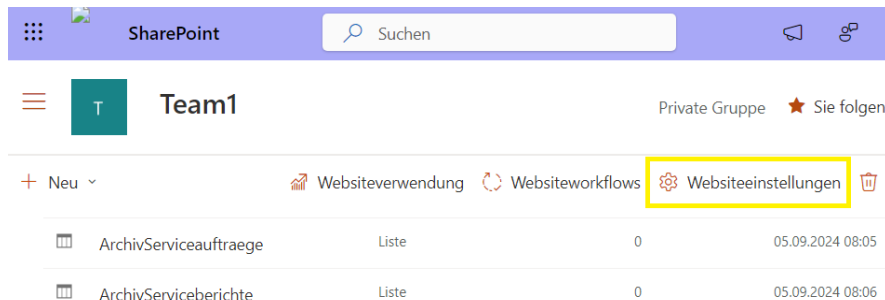 SharePoint Suchen
T Team1 Private Gruppe Sie folgen
Neu Websiteverwendung Websiteworkflows Websiteeinstellungen
ArchivServiceauftraege Liste 0 05.09.2024 08:05
ArchivServiceberichte Liste 0 05.09.2024 08:06